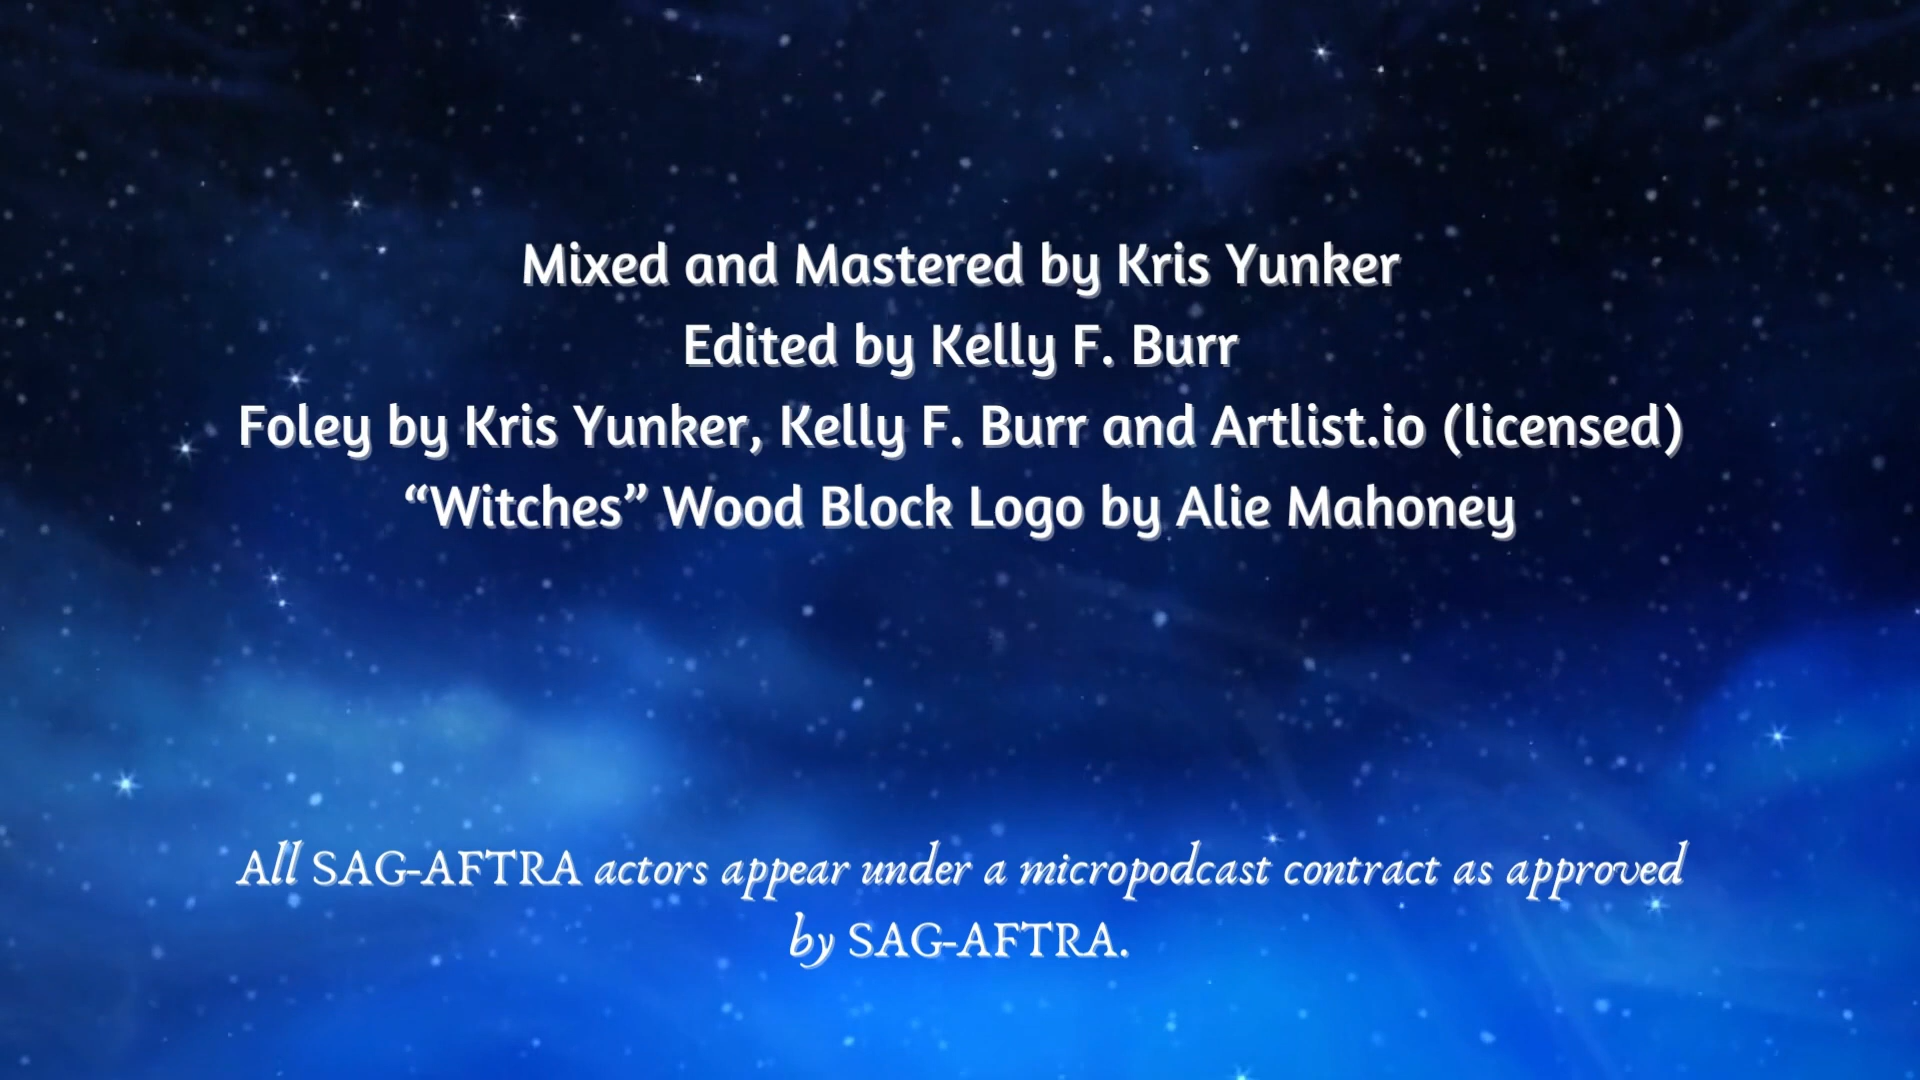 Mixed and Mastered by Kris Yunker
Edited by Kelly F. Burr
Foley by Kris Yunker, Kelly F. Burr and Artlist.io (licensed)
“Witches” Wood Block Logo by Alie Mahoney
All SAG-AFTRA actors appear under a micropodcast contract as approved
by SAG-AFTRA.